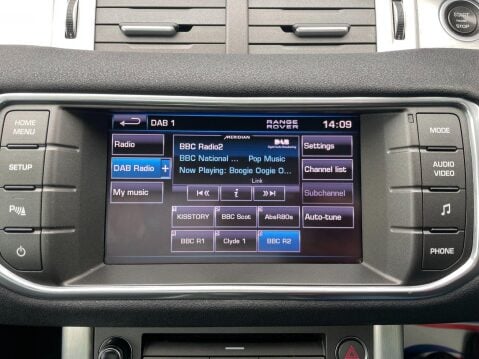 START
STOP
HOME
MENU
SETUP
MODE
AUDIO
VIDEO
PHONE
DAB 1
RANGE
ROVER
14:09
Radio
DAB Radio +
My music
MERIDIAN
BBC Radio2
DAB
BBC National ... Pop Music
Now Playing: Boogie Oogie O...
Link
i
Settings
Channel list
Subchannel
Auto-tune
KISSTORY
BBC Scot
AbsR80s
BBC R1
Clyde 1
BBC R2